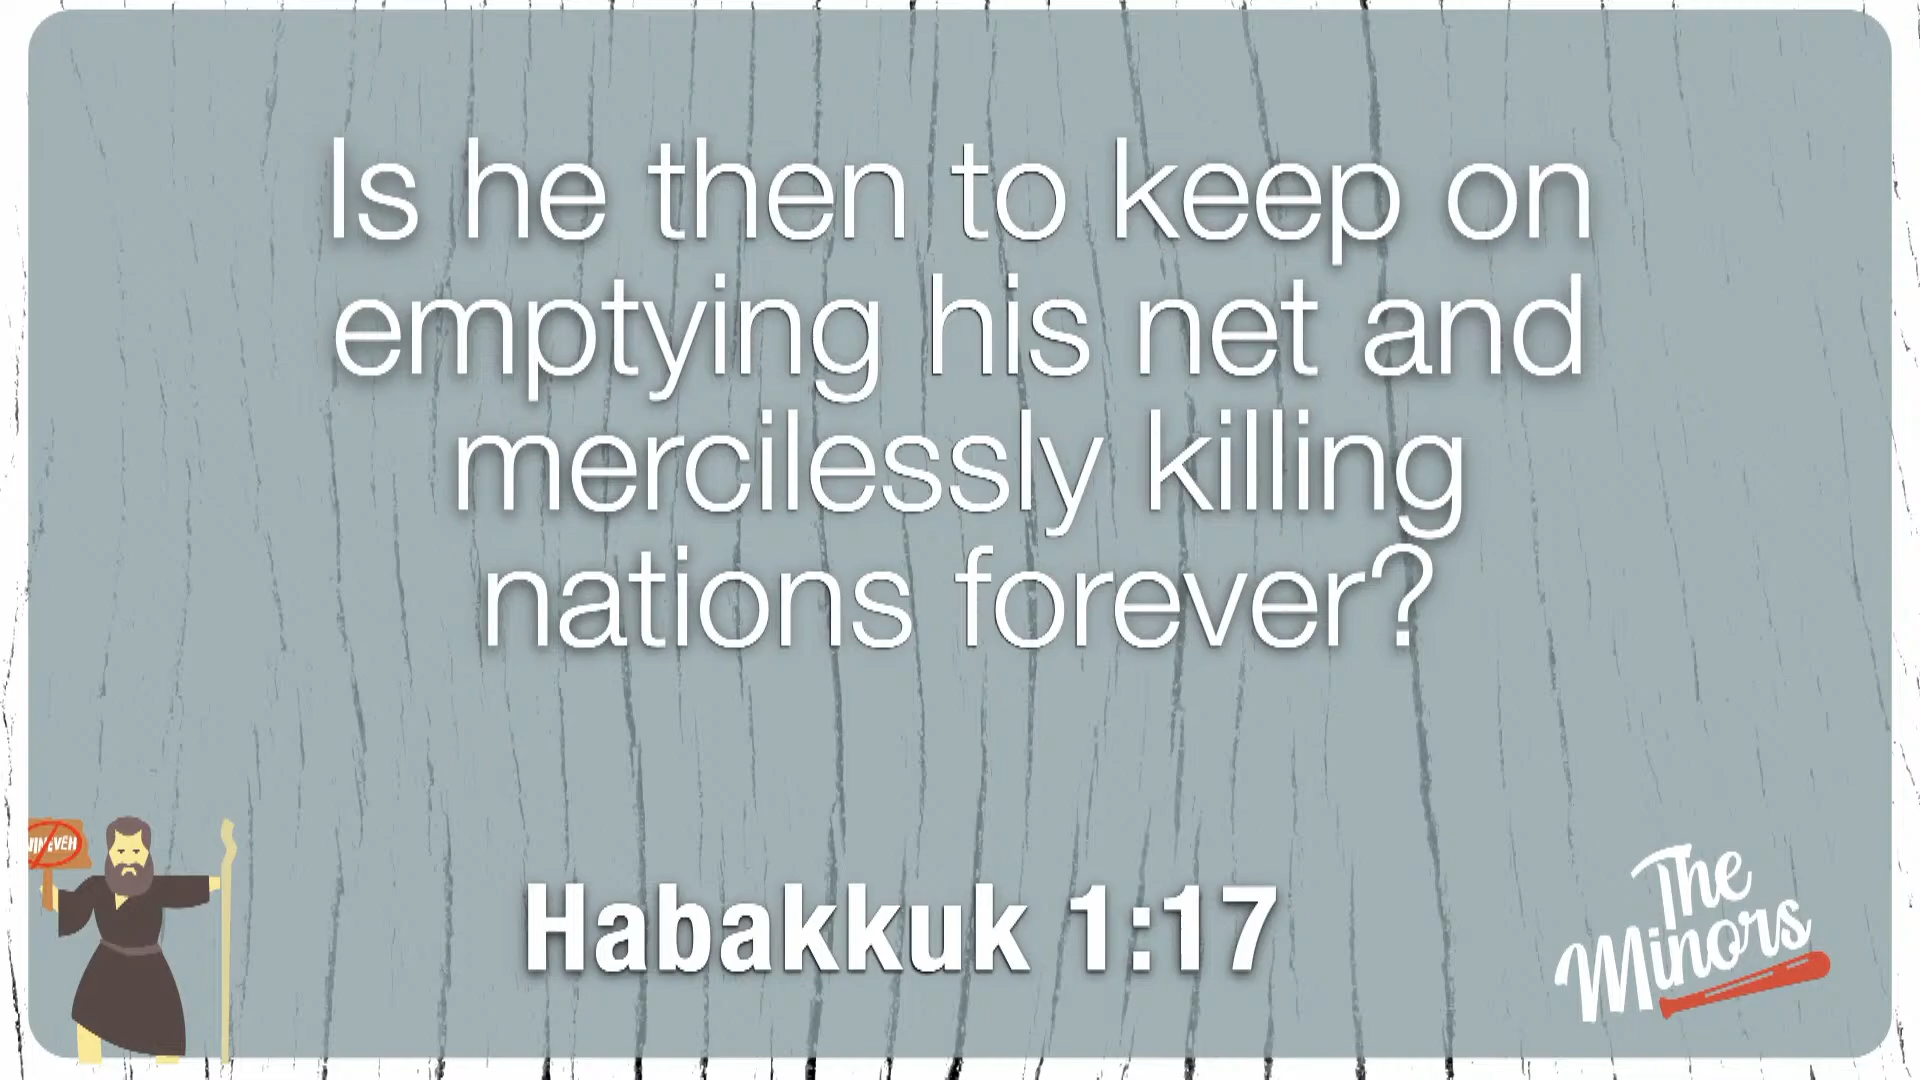 Is he then to keep on
emptying his net and
mercilessly killing
nations forever?
NINEVEH
Habakkuk 1:17
The
Minors